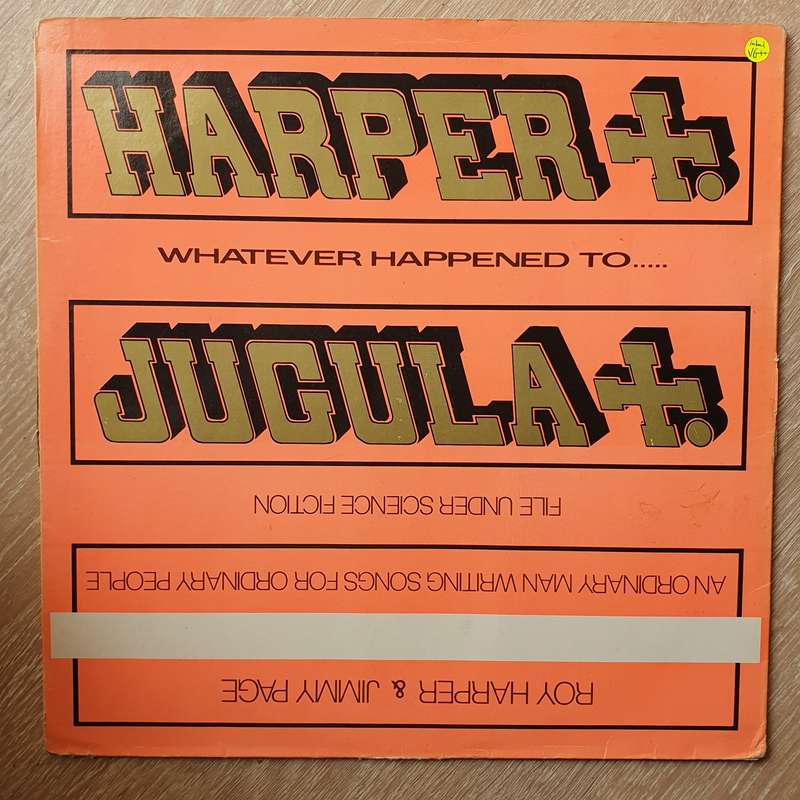 HARPER +.
WHATEVER HAPPENED TO.....
JUGULA +.
FILE UNDER SCIENCE FICTION
AN ORDINARY MAN WRITING SONGS FOR ORDINARY PEOPLE
ROY HARPER & JIMMY PAGE
VG++